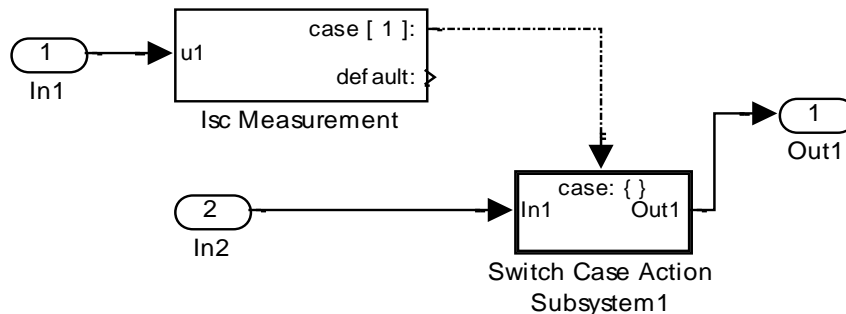 1
In1
u1
case [ 1 ]:
default:
Isc Measurement
2
In2
case: { }
In1
Out1
Switch Case Action
Subsystem1
1
Out1